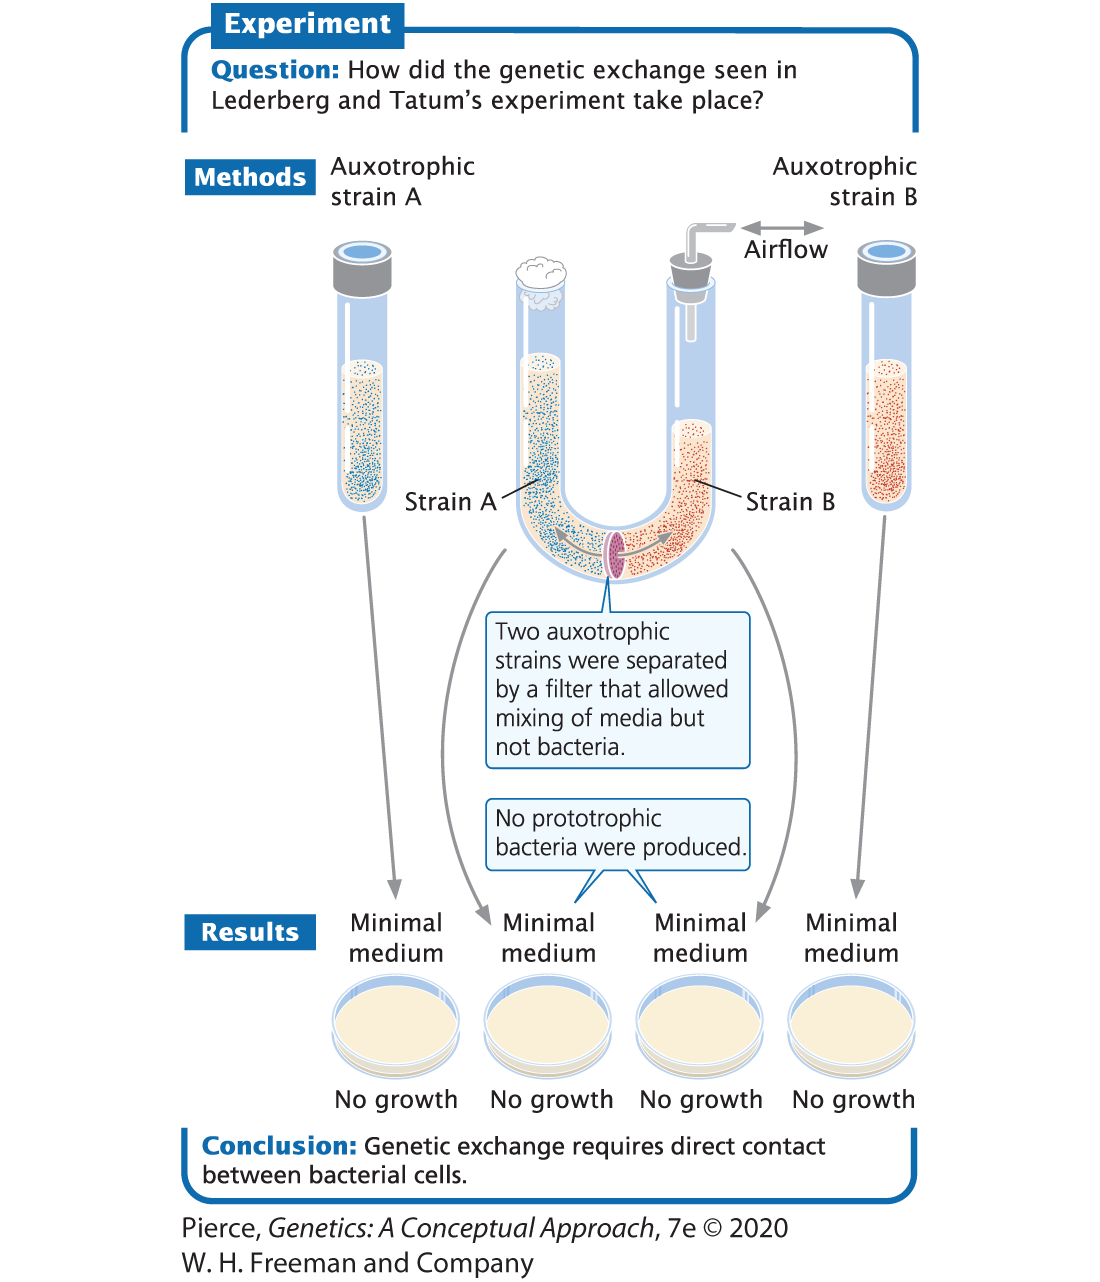 Experiment
Question: How did the genetic exchange seen in
Lederberg and Tatum’s experiment take place?
Methods
Auxotrophic
strain A
Auxotrophic
strain B
Airflow
Strain A
Strain B
Two auxotrophic
strains were separated
by a filter that allowed
mixing of media but
not bacteria.
No prototrophic
bacteria were produced.
Results
Minimal
medium
Minimal
medium
Minimal
medium
Minimal
medium
No growth
No growth
No growth
No growth
Conclusion: Genetic exchange requires direct contact
between bacterial cells.
Pierce, Genetics: A Conceptual Approach, 7e © 2020
W. H. Freeman and Company